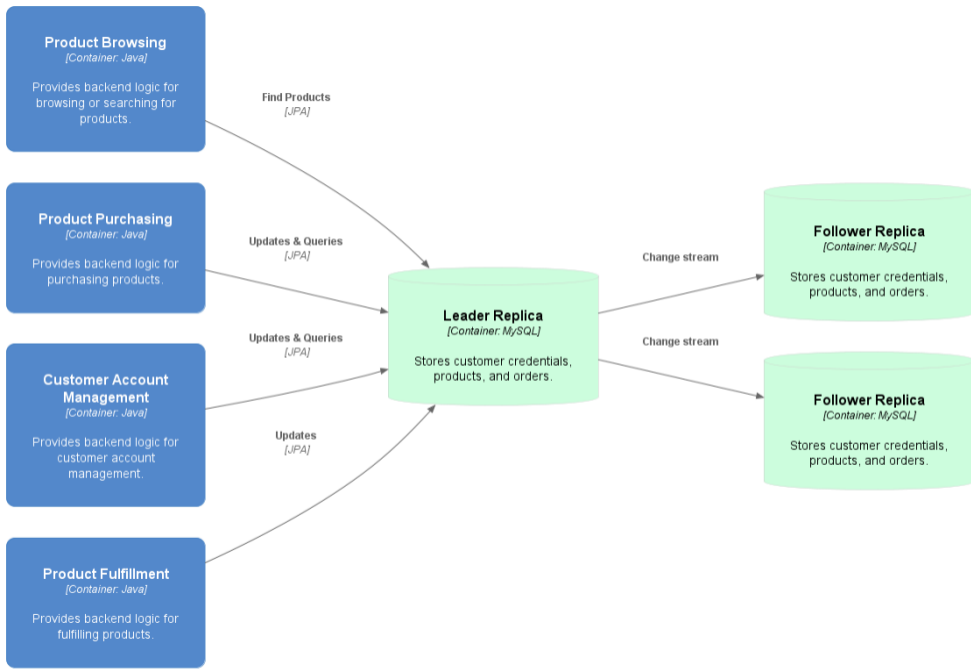 Product Browsing
[Container: Java]
Provides backend logic for
browsing or searching for
products.
Find Products
[JPA]
Product Purchasing
[Container: Java]
Provides backend logic for
purchasing products.
Updates & Queries
[JPA]
Customer Account
Management
[Container: Java]
Provides backend logic for
customer account
management.
Updates & Queries
[JPA]
Product Fulfillment
[Container: Java]
Provides backend logic for
fulfilling products.
Updates
[JPA]
Leader Replica
[Container: MySQL]
Stores customer credentials,
products, and orders.
Change stream
Follower Replica
[Container: MySQL]
Stores customer credentials,
products, and orders.
Change stream
Follower Replica
[Container: MySQL]
Stores customer credentials,
products, and orders.